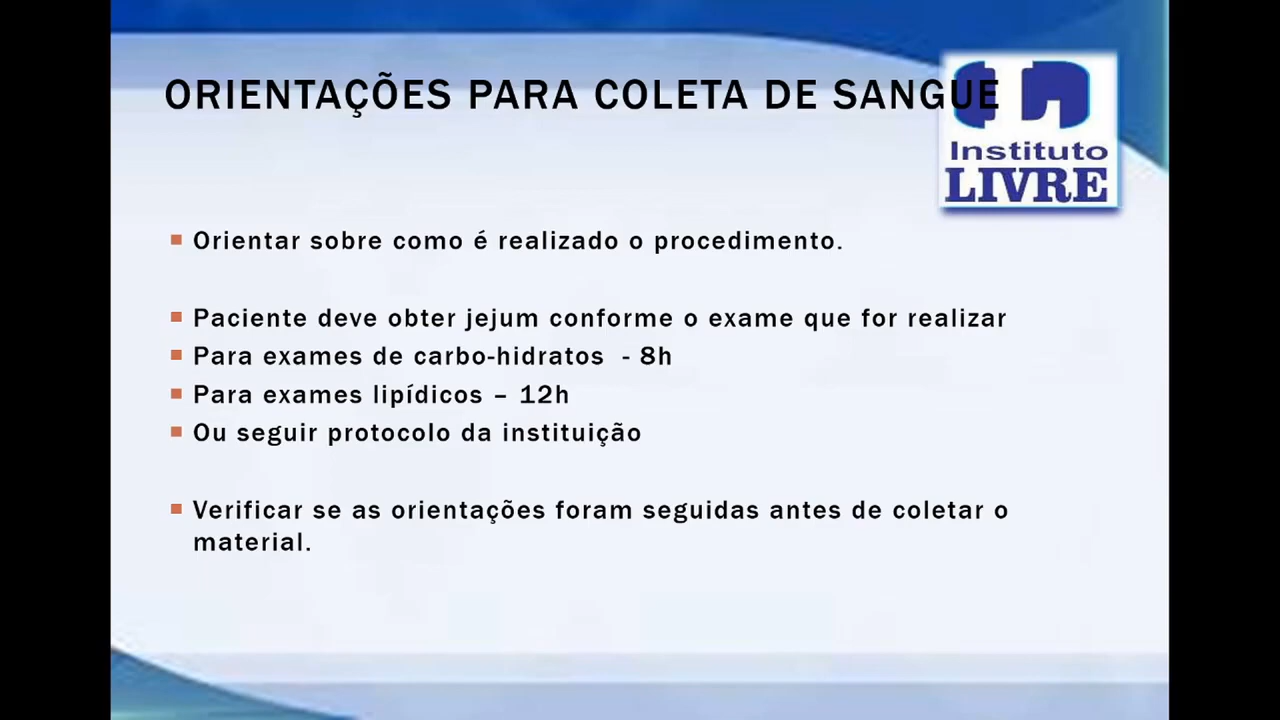 ORIENTAÇÕES PARA COLETA DE SANGUE
Instituto
LIVRE
Orientar sobre como é realizado o procedimento.
Paciente deve obter jejum conforme o exame que for realizar
Para exames de carbo-hidratos - 8h
Para exames lipídicos – 12h
Ou seguir protocolo da instituição
Verificar se as orientações foram seguidas antes de coletar o
material.